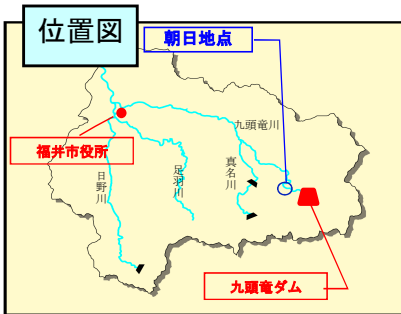 位置図
朝日地点
福井市役所
九頭竜川
真名川
足羽川
日野川
九頭竜ダム